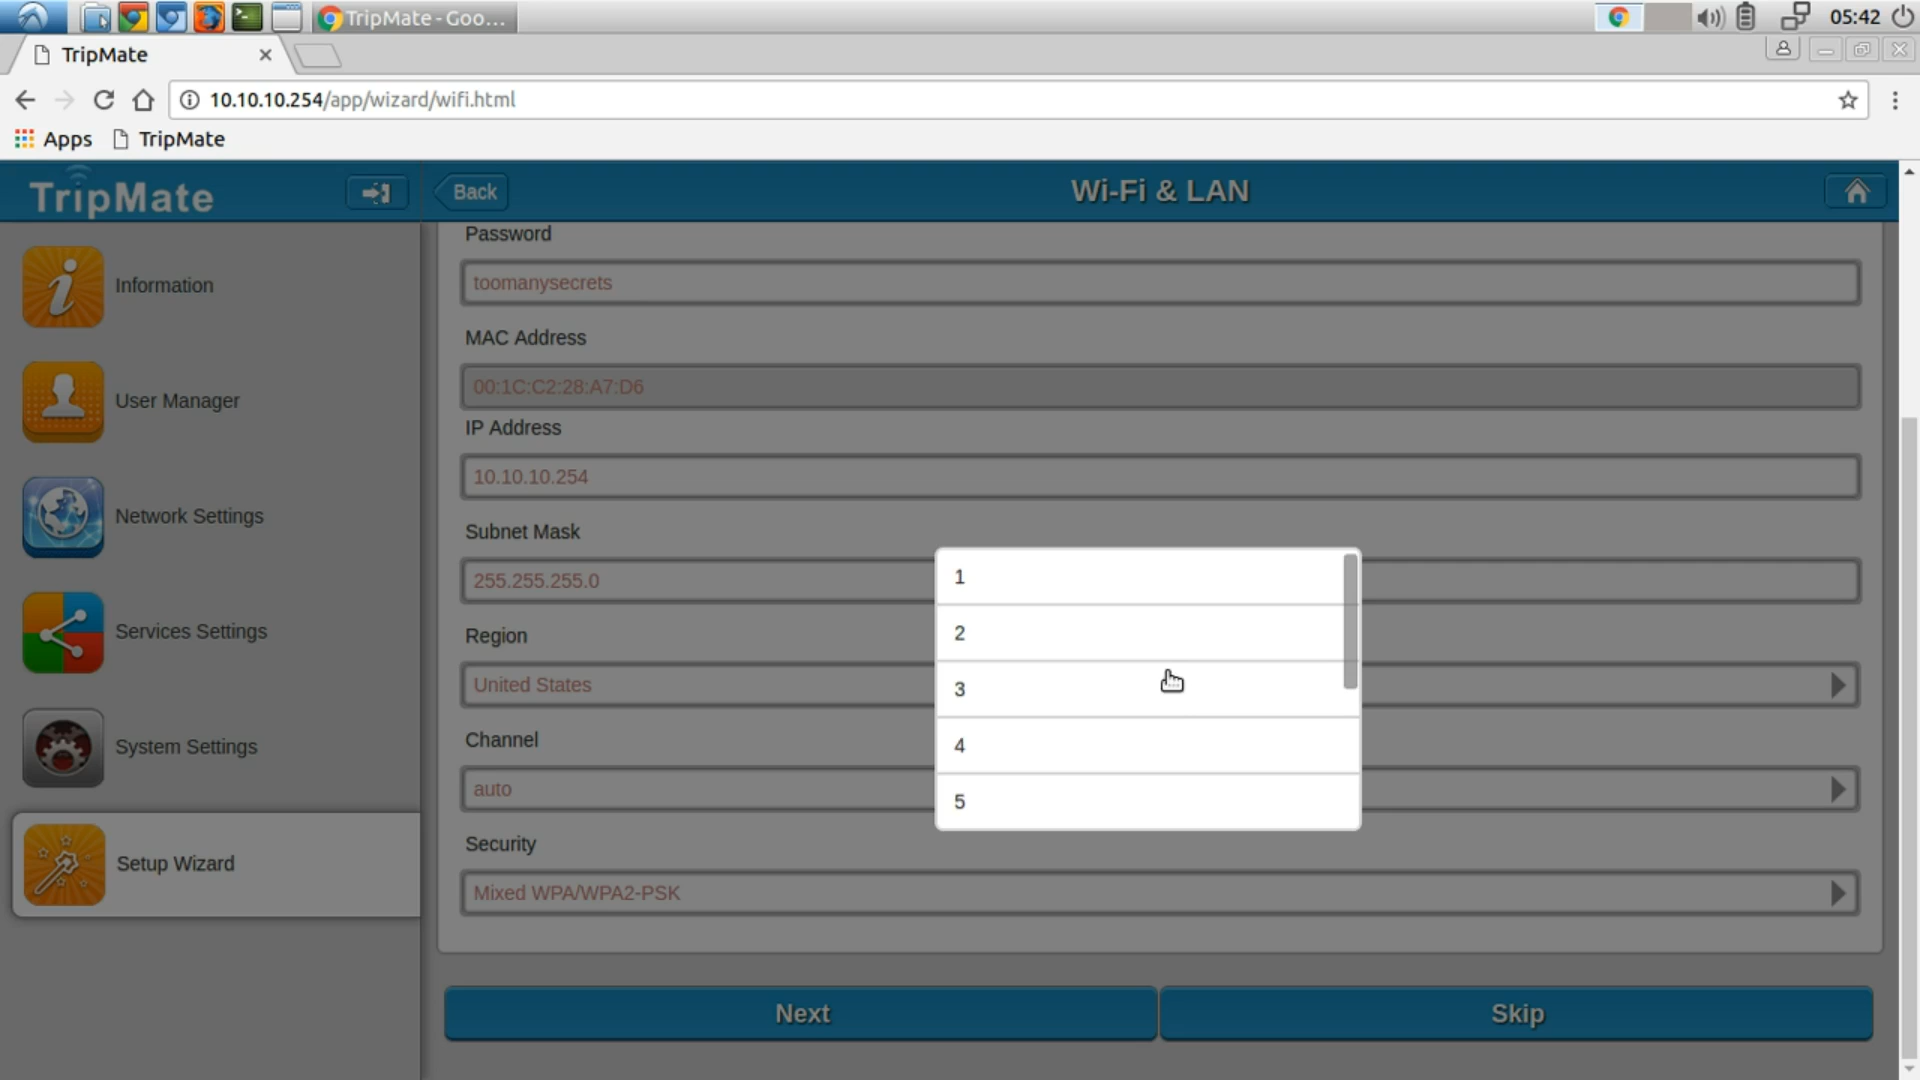 TripMate - Goo...
05:42
TripMate
10.10.10.254/app/wizard/wifi.html
Apps
TripMate
TripMate
Back
Wi-Fi & LAN
Information
User Manager
Network Settings
Services Settings
System Settings
Setup Wizard
Password
toomanysecrets
MAC Address
00:1C:C2:28:A7:D6
IP Address
10.10.10.254
Subnet Mask
255.255.255.0
Region
United States
Channel
auto
Security
Mixed WPA/WPA2-PSK
1
2
3
4
5
Next
Skip